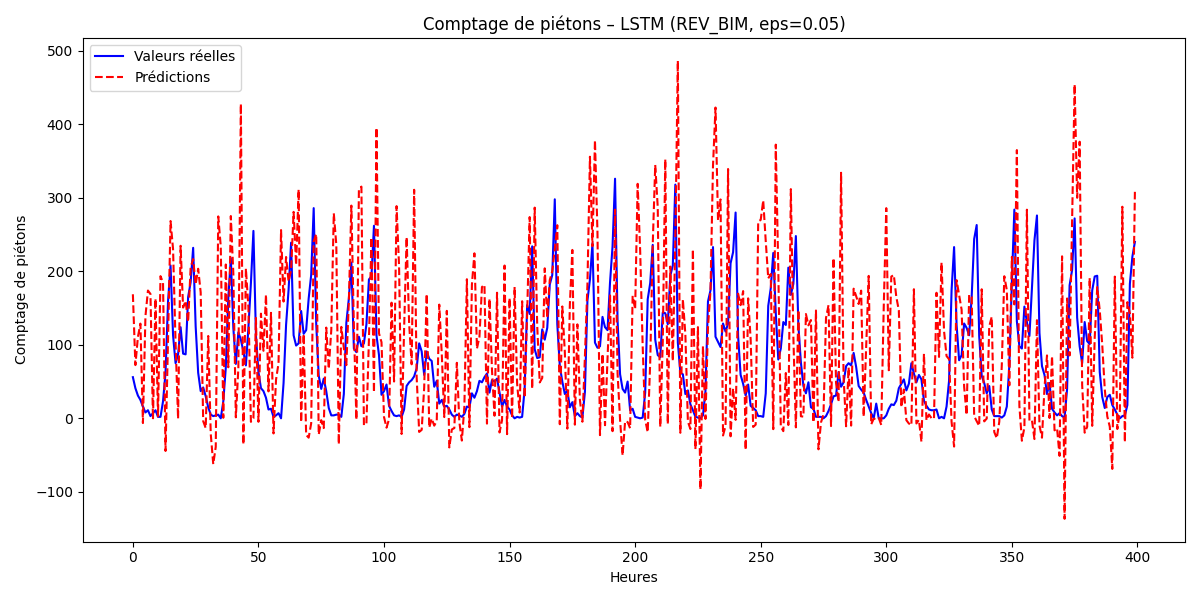 Comptage de piétons – LSTM (REV_BIM, eps=0.05)
Valeurs réelles
Prédictions
Comptage de piétons
500
400
300
200
100
0
−100
0 50 100 150 200 250 300 350 400
Heures